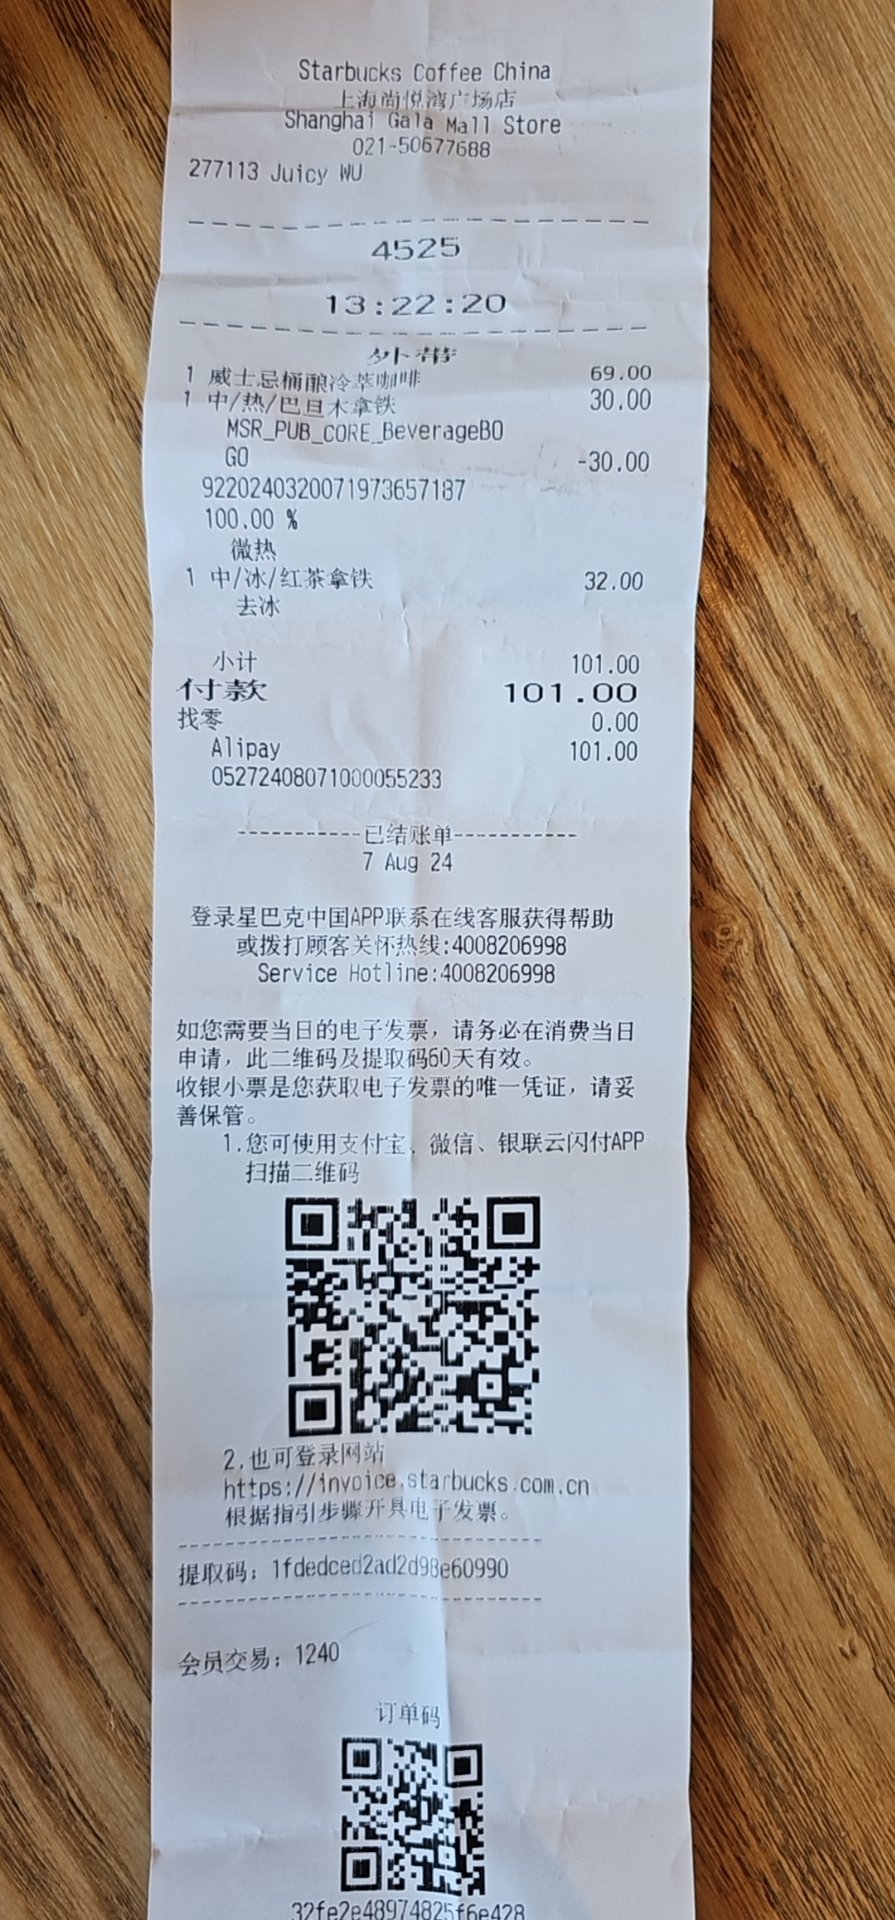 Starbucks Coffee China
上海尚悦湾广场店
Shanghai Gala Mall Store
021-50677688
277113 Juicy WU
4525
13:22:20
外带
1 威士忌桶酿冷萃咖啡 69.00
1 中/热/巴旦木拿铁 30.00
MSR_PUB_CORE_BeverageBO
GO -30.00
9220240320071973657187
100.00 %
微热
1 中/冰/红茶拿铁 32.00
去冰
小计 101.00
付款 101.00
找零 0.00
Alipay 101.00
05272408071000055233
-----------已结账单-----------
7 Aug 24
登录星巴克中国APP联系在线客服获得帮助
或拨打顾客关怀热线:4008206998
Service Hotline:4008206998
如您需要当日的电子发票，请务必在消费当日
申请，此二维码及提取码60天有效。
收银小票是您获取电子发票的唯一凭证，请妥
善保管。
1.您可使用支付宝、微信、银联云闪付APP
扫描二维码
2.也可登录网站
https://invoice.starbucks.com.cn
根据指引步骤开具电子发票。
提取码：1fdedced2ad2d98e60990
会员交易：1240
订单码
32fe2e48974825f6e428